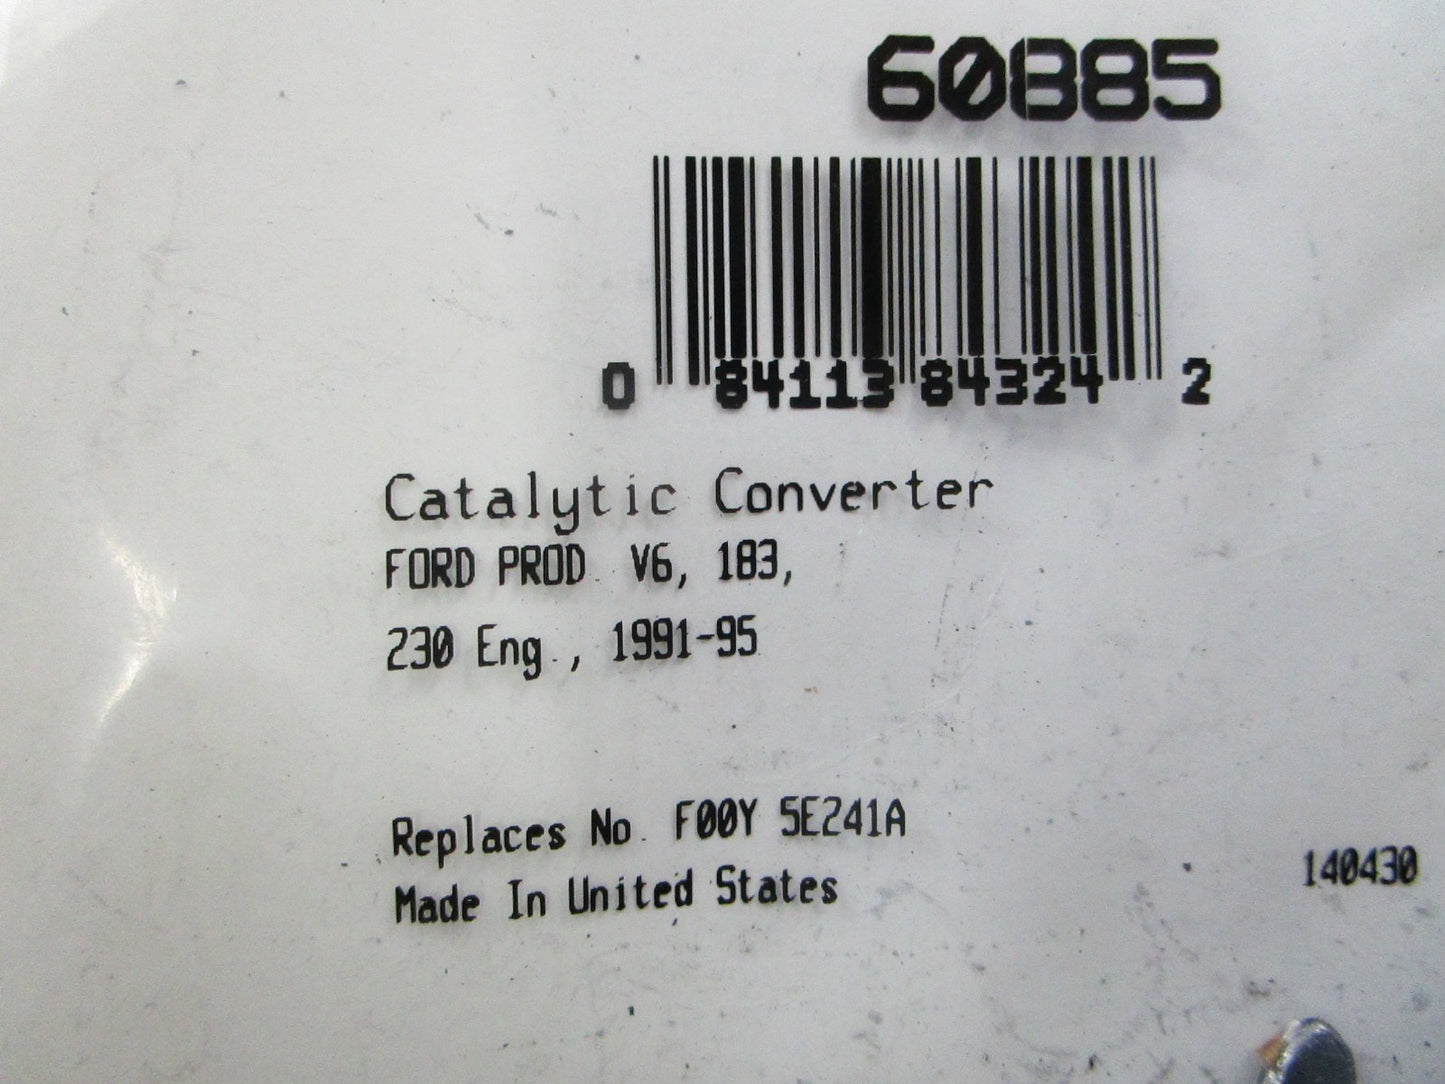 60885
0 84113 84324 2
Catalytic Converter
FORD PROD. V6, 183,
230 Eng., 1991-95
Replaces No. F00Y 5E241A
Made In United States
140430